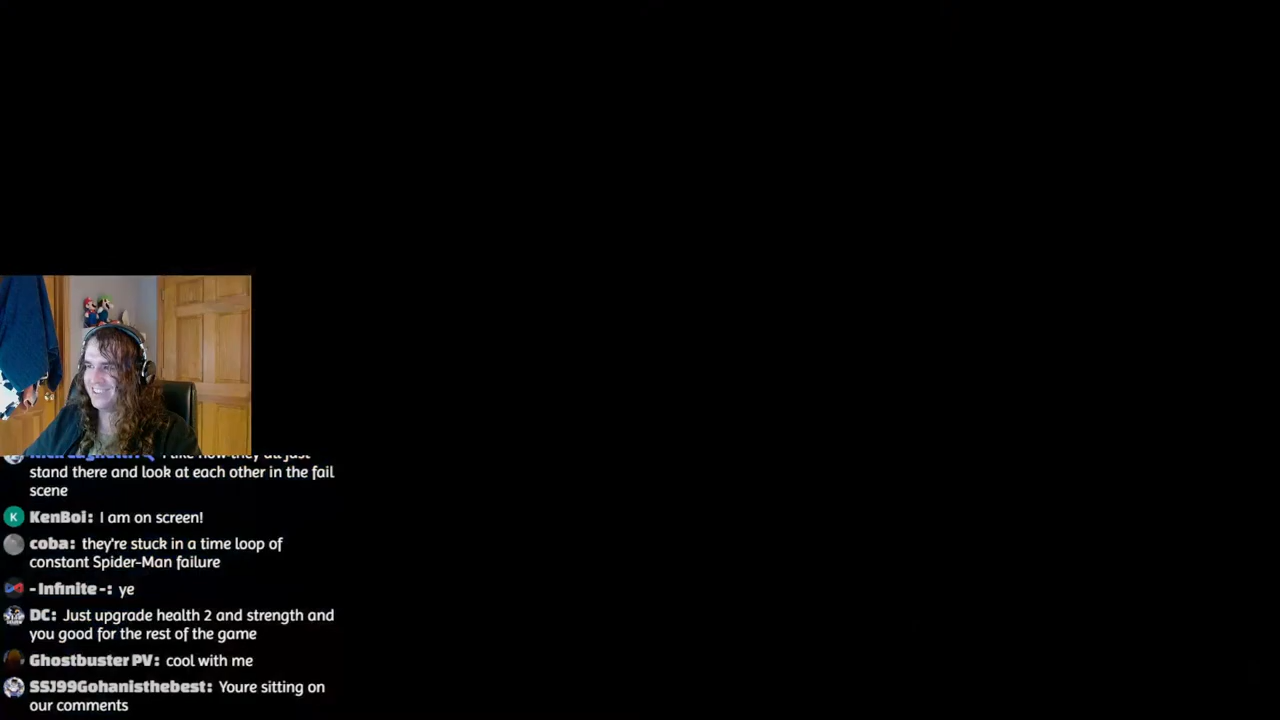 stand there and look at each other in the fail
scene
KenBoi: I am on screen!
coba: they're stuck in a time loop of
constant Spider-Man failure
- Infinite -: ye
DC: Just upgrade health 2 and strength and
you good for the rest of the game
Ghostbuster PV: cool with me
SSJ99Gohanisthebest: Youre sitting on
our comments